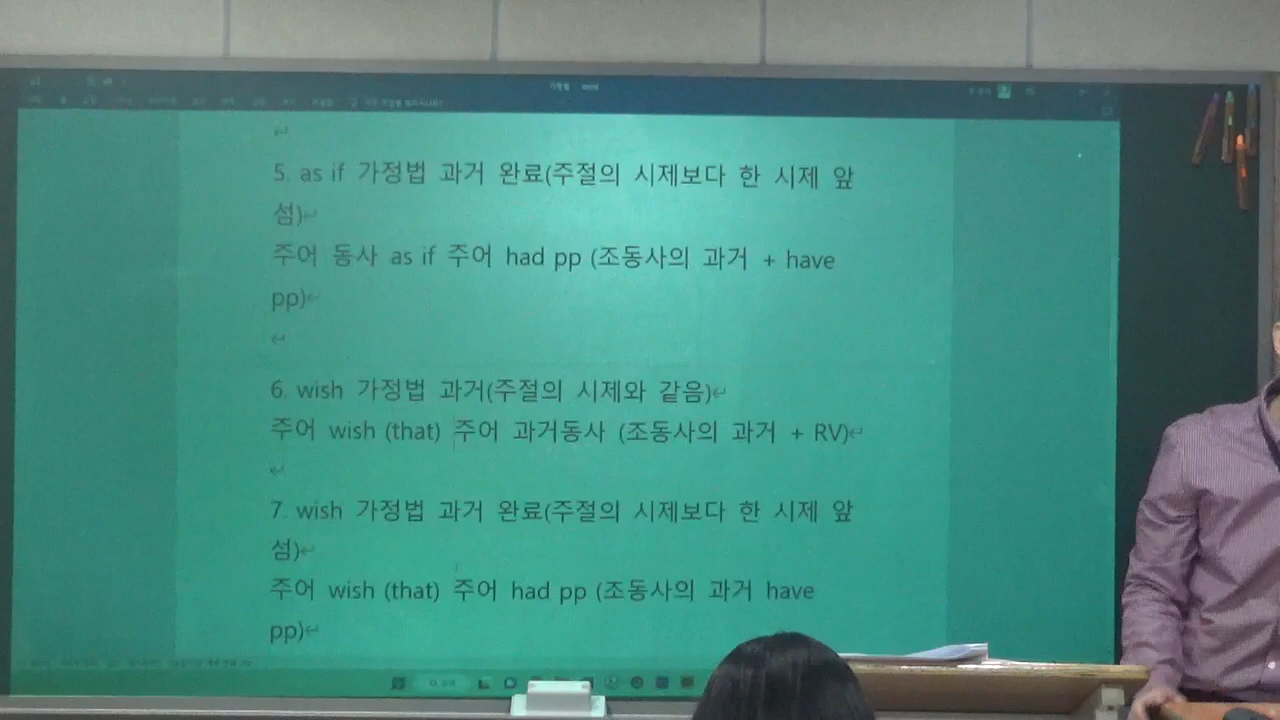 5. as if 가정법 과거 완료(주절의 시제보다 한 시제 앞
섬)
주어 동사 as if 주어 had pp (조동사의 과거 + have
pp)
6. wish 가정법 과거(주절의 시제와 같음)
주어 wish (that) 주어 과거동사 (조동사의 과거 + RV)
7. wish 가정법 과거 완료(주절의 시제보다 한 시제 앞
섬)
주어 wish (that) 주어 had pp (조동사의 과거 have
pp)